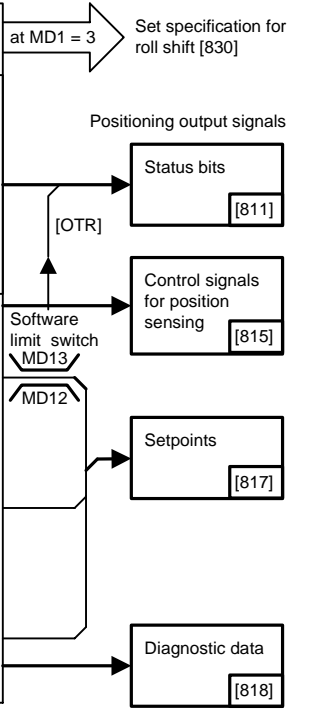 at MD1 = 3
Set specification for
roll shift [830]
Positioning output signals
Status bits
[811]
[OTR]
Control signals
for position
sensing
[815]
Software
limit switch
MD13
MD12
Setpoints
[817]
Diagnostic data
[818]